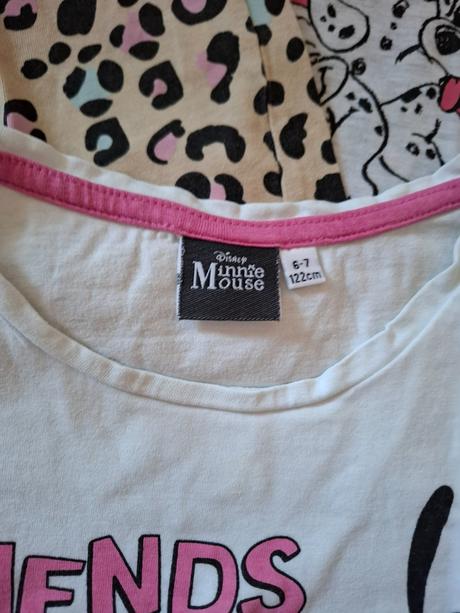 Disney
Minnie
Mouse
6-7
122cm
IENDS